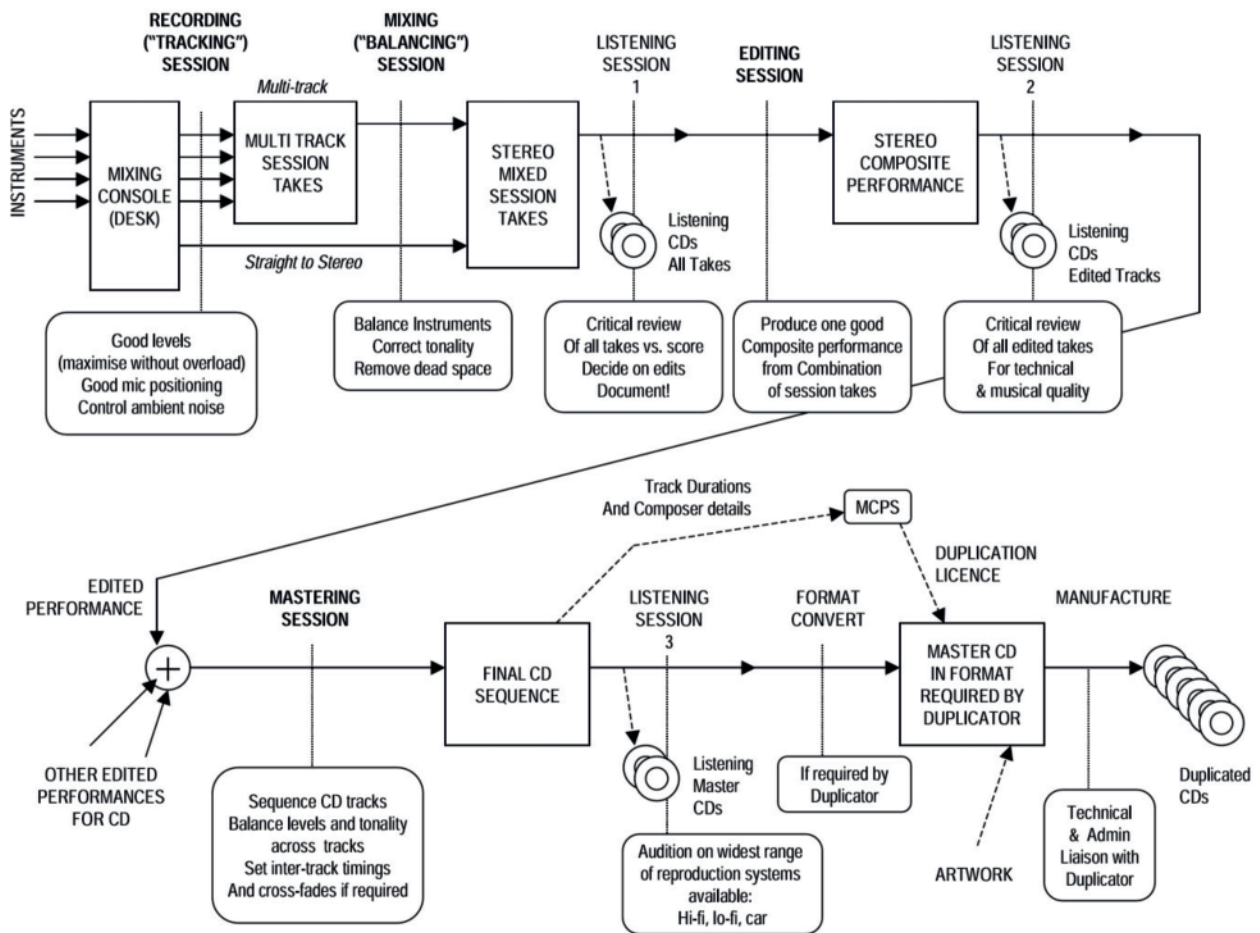 RECORDING
("TRACKING")
SESSION
MIXING
("BALANCING")
SESSION
LISTENING
SESSION
1
EDITING
SESSION
LISTENING
SESSION
2
INSTRUMENTS
MIXING
CONSOLE
(DESK)
Multi-track
MULTI TRACK
SESSION
TAKES
Straight to Stereo
STEREO
MIXED
SESSION
TAKES
Listening
CDs
All Takes
STEREO
COMPOSITE
PERFORMANCE
Listening
CDs
Edited Tracks
Good levels
(maximise without overload)
Good mic positioning
Control ambient noise
Balance Instruments
Correct tonality
Remove dead space
Critical review
Of all takes vs. score
Decide on edits
Document!
Produce one good
Composite performance
from Combination
of session takes
Critical review
Of all edited takes
For technical
& musical quality
Track Durations
And Composer details
MCPS
DUPLICATION
LICENCE
EDITED
PERFORMANCE
MASTERING
SESSION
LISTENING
SESSION
3
FORMAT
CONVERT
MANUFACTURE
+
FINAL CD
SEQUENCE
MASTER CD
IN FORMAT
REQUIRED BY
DUPLICATOR
OTHER EDITED
PERFORMANCES
FOR CD
Listening
Master
CDs
If required by
Duplicator
Duplicated
CDs
Sequence CD tracks
Balance levels and tonality
across tracks
Set inter-track timings
And cross-fades if required
Audition on widest range
of reproduction systems
available:
Hi-fi, lo-fi, car
ARTWORK
Technical
& Admin
Liaison with
Duplicator